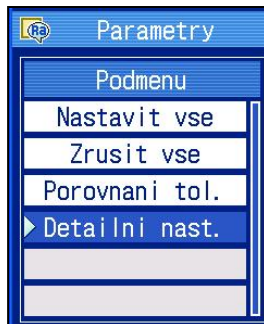 Ra Parametry
Podmenu
Nastavit vse
Zrusit vse
Porovnani tol.
Detailni nast.